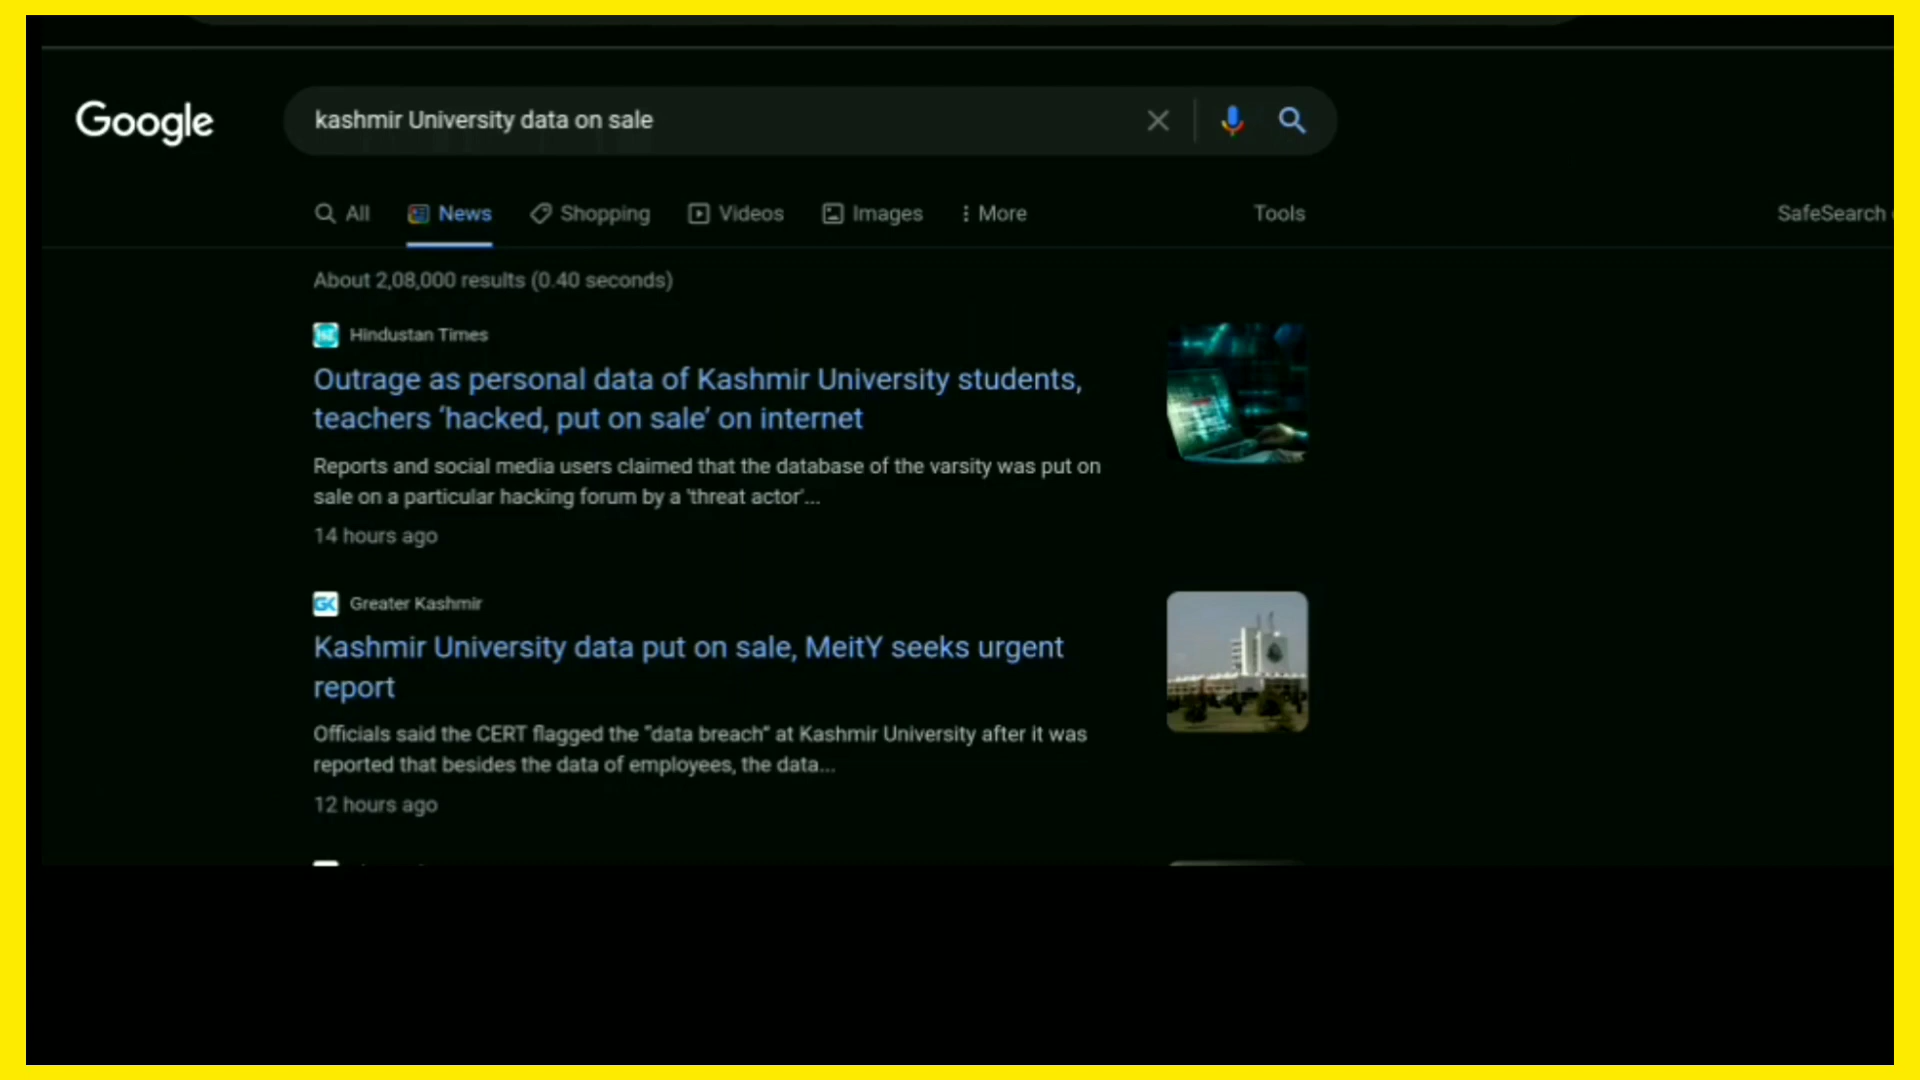 Google
kashmir University data on sale
All News Shopping Videos Images More Tools SafeSearch
About 2,08,000 results (0.40 seconds)
Hindustan Times
Outrage as personal data of Kashmir University students,
teachers ‘hacked, put on sale’ on internet
Reports and social media users claimed that the database of the varsity was put on
sale on a particular hacking forum by a 'threat actor'...
14 hours ago
GK Greater Kashmir
Kashmir University data put on sale, MeitY seeks urgent
report
Officials said the CERT flagged the “data breach” at Kashmir University after it was
reported that besides the data of employees, the data...
12 hours ago